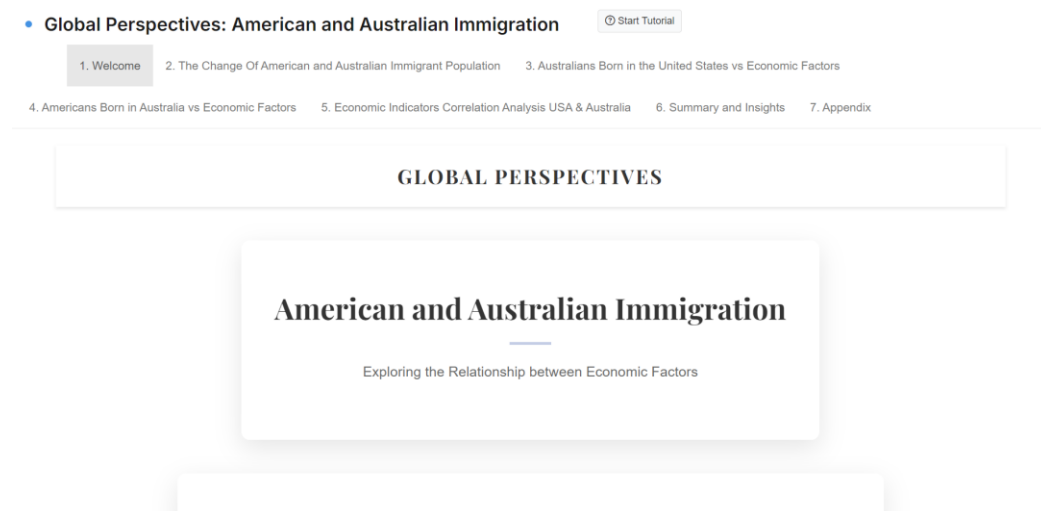 Global Perspectives: American and Australian Immigration
Start Tutorial
1. Welcome
2. The Change Of American and Australian Immigrant Population
3. Australians Born in the United States vs Economic Factors
4. Americans Born in Australia vs Economic Factors
5. Economic Indicators Correlation Analysis USA & Australia
6. Summary and Insights
7. Appendix
GLOBAL PERSPECTIVES
American and Australian Immigration
Exploring the Relationship between Economic Factors